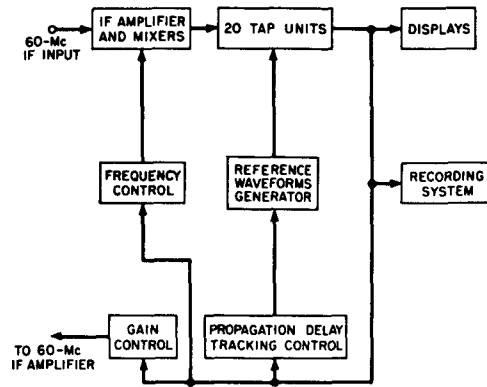 60-Mc
IF INPUT
IF AMPLIFIER
AND MIXERS
20 TAP UNITS
DISPLAYS
FREQUENCY
CONTROL
REFERENCE
WAVEFORMS
GENERATOR
RECORDING
SYSTEM
TO 60-Mc
IF AMPLIFIER
GAIN
CONTROL
PROPAGATION DELAY
TRACKING CONTROL